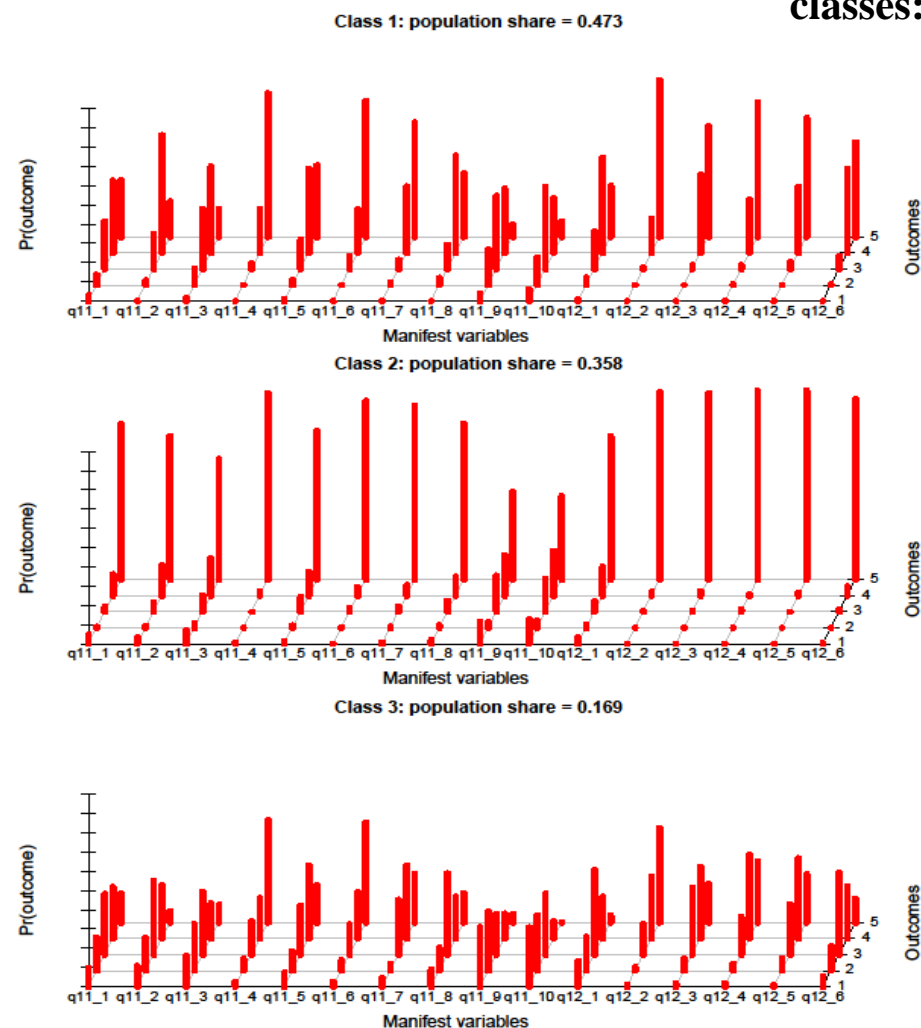 classes:
Class 1: population share = 0.473
Pr(outcome)
Outcomes
5
4
3
2
1
q11_1 q11_2 q11_3 q11_4 q11_5 q11_6 q11_7 q11_8 q11_9 q11_10 q12_1 q12_2 q12_3 q12_4 q12_5 q12_6
Manifest variables
Class 2: population share = 0.358
Pr(outcome)
Outcomes
5
4
3
2
1
q11_1 q11_2 q11_3 q11_4 q11_5 q11_6 q11_7 q11_8 q11_9 q11_10 q12_1 q12_2 q12_3 q12_4 q12_5 q12_6
Manifest variables
Class 3: population share = 0.169
Pr(outcome)
Outcomes
5
4
3
2
1
q11_1 q11_2 q11_3 q11_4 q11_5 q11_6 q11_7 q11_8 q11_9 q11_10 q12_1 q12_2 q12_3 q12_4 q12_5 q12_6
Manifest variables